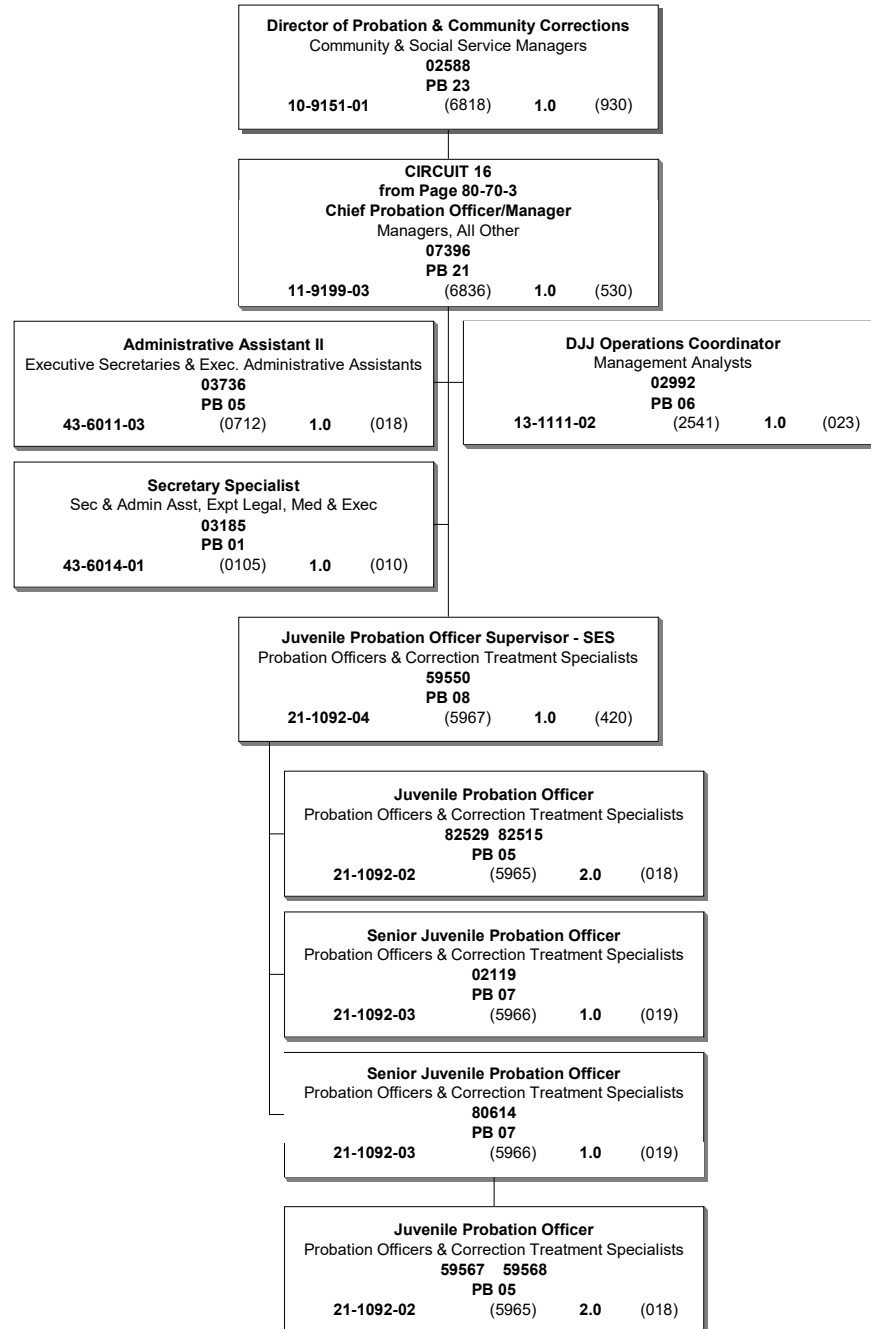 Director of Probation & Community Corrections
Community & Social Service Managers
02588
PB 23
10-9151-01 (6818) 1.0 (930)
CIRCUIT 16
from Page 80-70-3
Chief Probation Officer/Manager
Managers, All Other
07396
PB 21
11-9199-03 (6836) 1.0 (530)
Administrative Assistant II
Executive Secretaries & Exec. Administrative Assistants
03736
PB 05
43-6011-03 (0712) 1.0 (018)
DJJ Operations Coordinator
Management Analysts
02992
PB 06
13-1111-02 (2541) 1.0 (023)
Secretary Specialist
Sec & Admin Asst, Expt Legal, Med & Exec
03185
PB 01
43-6014-01 (0105) 1.0 (010)
Juvenile Probation Officer Supervisor - SES
Probation Officers & Correction Treatment Specialists
59550
PB 08
21-1092-04 (5967) 1.0 (420)
Juvenile Probation Officer
Probation Officers & Correction Treatment Specialists
82529 82515
PB 05
21-1092-02 (5965) 2.0 (018)
Senior Juvenile Probation Officer
Probation Officers & Correction Treatment Specialists
02119
PB 07
21-1092-03 (5966) 1.0 (019)
Senior Juvenile Probation Officer
Probation Officers & Correction Treatment Specialists
80614
PB 07
21-1092-03 (5966) 1.0 (019)
Juvenile Probation Officer
Probation Officers & Correction Treatment Specialists
59567 59568
PB 05
21-1092-02 (5965) 2.0 (018)